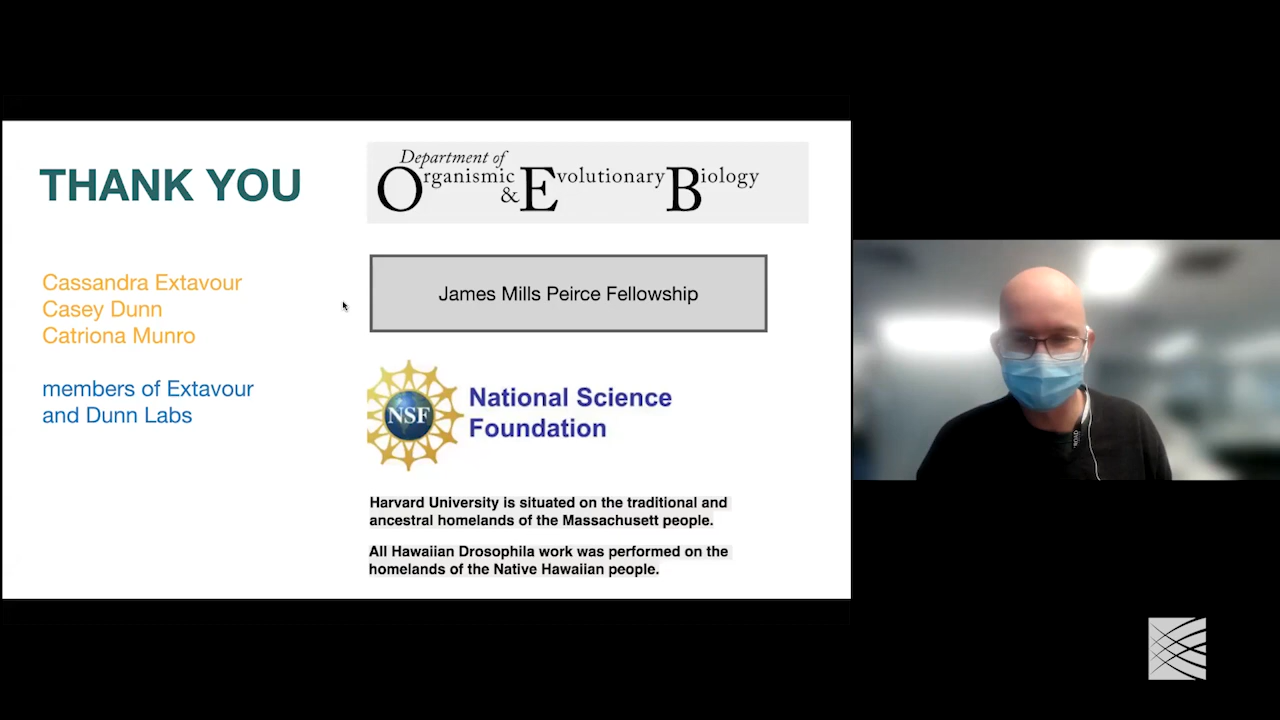 THANK YOU
Cassandra Extavour
Casey Dunn
Catriona Munro
members of Extavour
and Dunn Labs
Department of
Organismic
& Evolutionary Biology
James Mills Peirce Fellowship
NSF
National Science
Foundation
Harvard University is situated on the traditional and
ancestral homelands of the Massachusett people.
All Hawaiian Drosophila work was performed on the
homelands of the Native Hawaiian people.